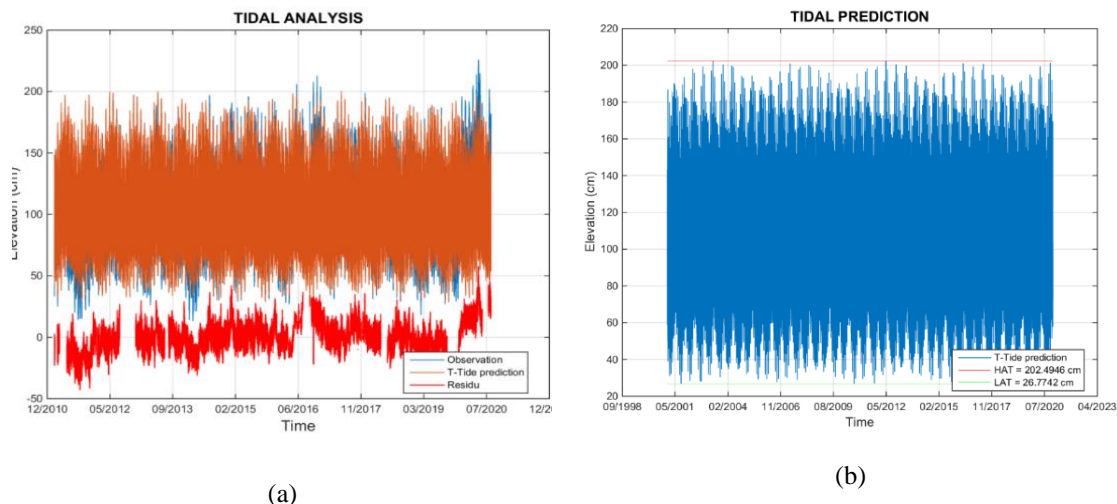 TIDAL ANALYSIS
250
200
150
100
50
0
-50
Elevation (cm)
Observation
T-Tide prediction
Residu
12/2010 05/2012 09/2013 02/2015 06/2016 11/2017 03/2019 07/2020
Time
(a)
TIDAL PREDICTION
220
200
180
160
140
120
100
80
60
40
20
Elevation (cm)
T-Tide prediction
HAT = 202.4946 cm
LAT = 26.7742 cm
09/1998 05/2001 02/2004 11/2006 08/2009 05/2012 02/2015 11/2017 07/2020 04/2023
Time
(b)